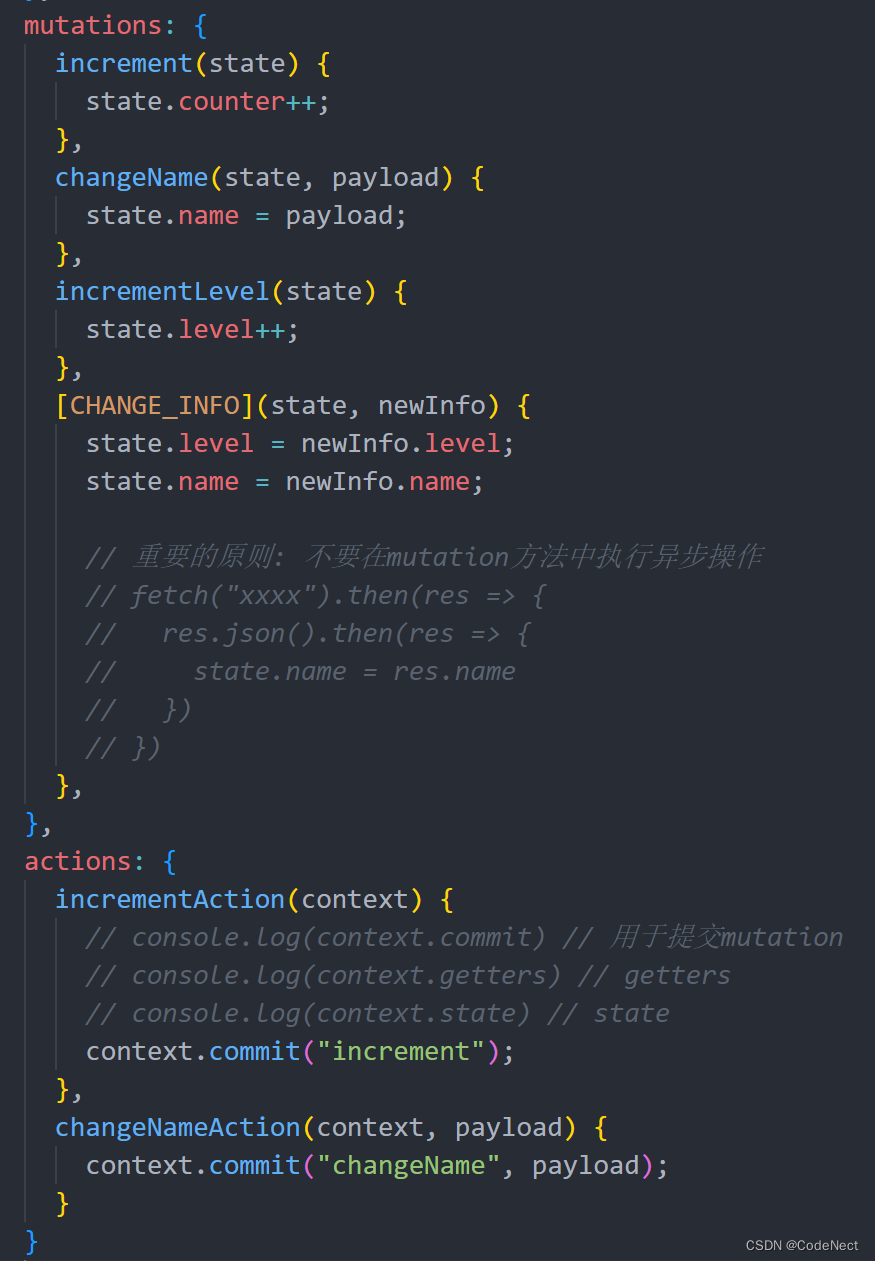 mutations: {
  increment(state) {
    state.counter++;
  },
  changeName(state, payload) {
    state.name = payload;
  },
  incrementLevel(state) {
    state.level++;
  },
  [CHANGE_INFO](state, newInfo) {
    state.level = newInfo.level;
    state.name = newInfo.name;

    // 重要的原则: 不要在mutation方法中执行异步操作
    // fetch("xxxx").then(res => {
    //   res.json().then(res => {
    //     state.name = res.name
    //   })
    // })
  },
},
actions: {
  incrementAction(context) {
    // console.log(context.commit) // 用于提交mutation
    // console.log(context.getters) // getters
    // console.log(context.state) // state
    context.commit("increment");
  },
  changeNameAction(context, payload) {
    context.commit("changeName", payload);
  }
}
CSDN @CodeNect